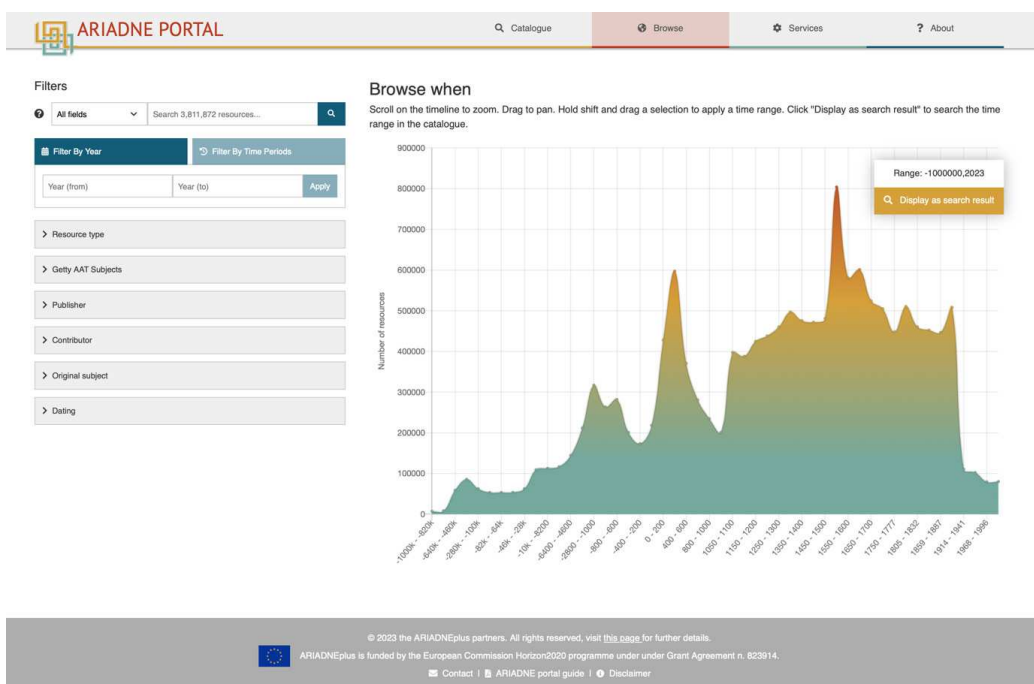 ARIADNE PORTAL
Catalogue
Browse
Services
About
Filters
All fields
Search 3,811,872 resources...
Filter By Year
Filter By Time Periods
Year (from)
Year (to)
Apply
Resource type
Getty AAT Subjects
Publisher
Contributor
Original subject
Dating
Browse when
Scroll on the timeline to zoom. Drag to pan. Hold shift and drag a selection to apply a time range. Click "Display as search result" to search the time
range in the catalogue.
Range: -1000000,2023
Display as search result
Number of resources
900000
800000
700000
600000
500000
400000
300000
200000
100000
0
-1000k - -820k
-640k - -460k
-280k - -100k
-82k - -64k
-46k - -28k
-10k - -8200
-6400 - -4600
-2800 - -1000
-800 - -600
-400 - -200
0 - 200
400 - 600
800 - 1000
1050 - 1100
1150 - 1200
1250 - 1300
1350 - 1400
1450 - 1500
1550 - 1600
1650 - 1700
1750 - 1777
1805 - 1832
1859 - 1887
1914 - 1941
1968 - 1996
© 2023 the ARIADNEplus partners. All rights reserved, visit this page for further details.
ARIADNEplus is funded by the European Commission Horizon2020 programme under under Grant Agreement n. 823914.
Contact | ARIADNE portal guide | Disclaimer